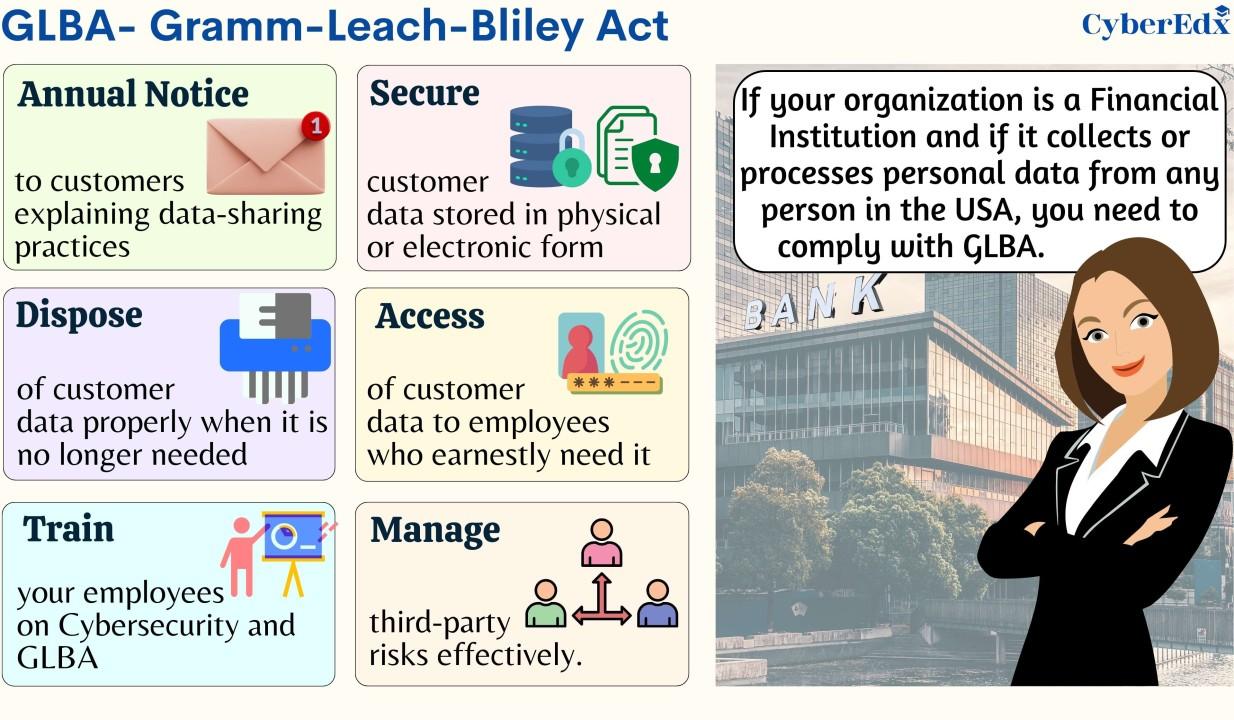 GLBA- Gramm-Leach-Bliley Act
CyberEdx
Annual Notice
1
to customers
explaining data-sharing
practices
Secure
customer
data stored in physical
or electronic form
Dispose
of customer
data properly when it is
no longer needed
Access
***---
of customer
data to employees
who earnestly need it
Train
your employees
on Cybersecurity and
GLBA
Manage
third-party
risks effectively.
If your organization is a Financial
Institution and if it collects or
processes personal data from any
person in the USA, you need to
comply with GLBA.
BANK